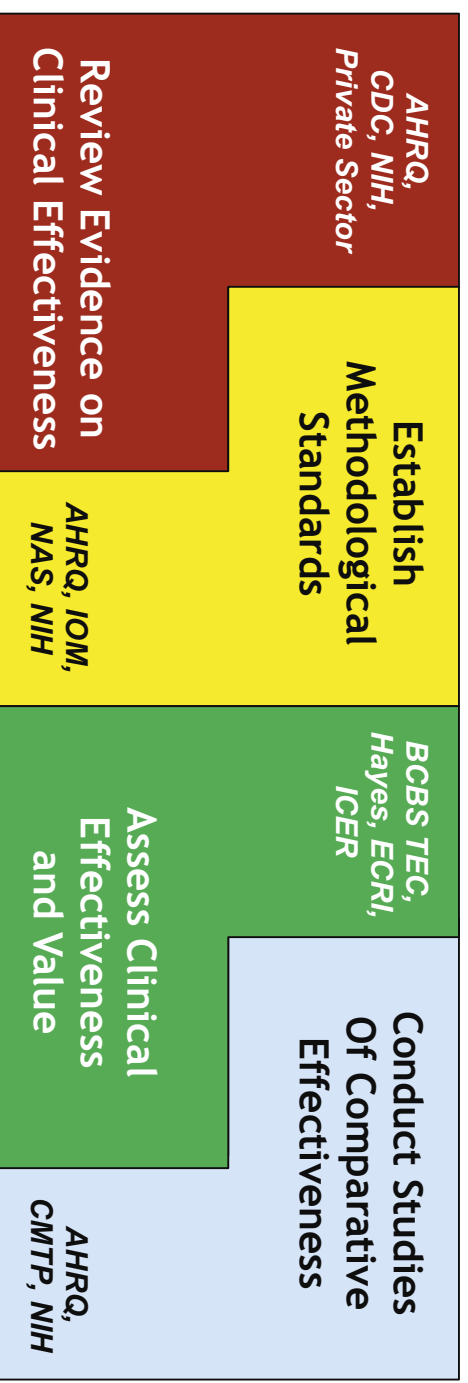 AHRQ,
CDC, NIH,
Private Sector
Review Evidence on
Clinical Effectiveness
Establish
Methodological
Standards
AHRQ, IOM,
NAS, NIH
BCBS TEC,
Hayes, ECRI,
ICER
Assess Clinical
Effectiveness
and Value
Conduct Studies
Of Comparative
Effectiveness
AHRQ,
CMTP, NIH